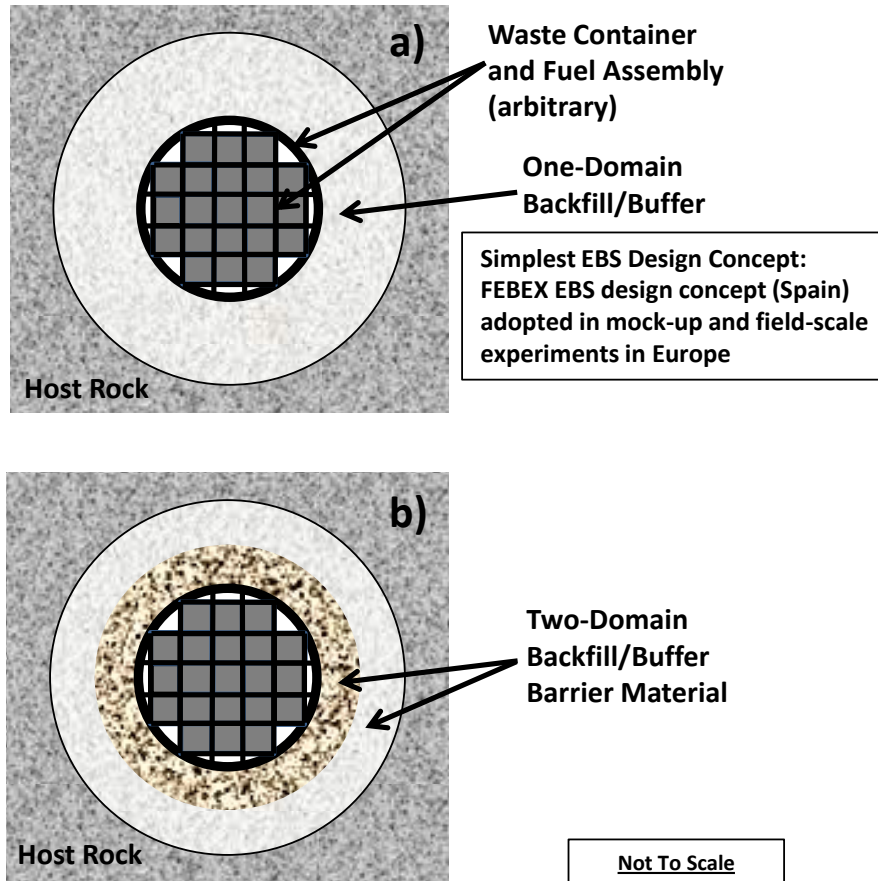 a)
Waste Container
and Fuel Assembly
(arbitrary)
One-Domain
Backfill/Buffer
Simplest EBS Design Concept:
FEBEX EBS design concept (Spain)
adopted in mock-up and field-scale
experiments in Europe
Host Rock
b)
Two-Domain
Backfill/Buffer
Barrier Material
Host Rock
Not To Scale